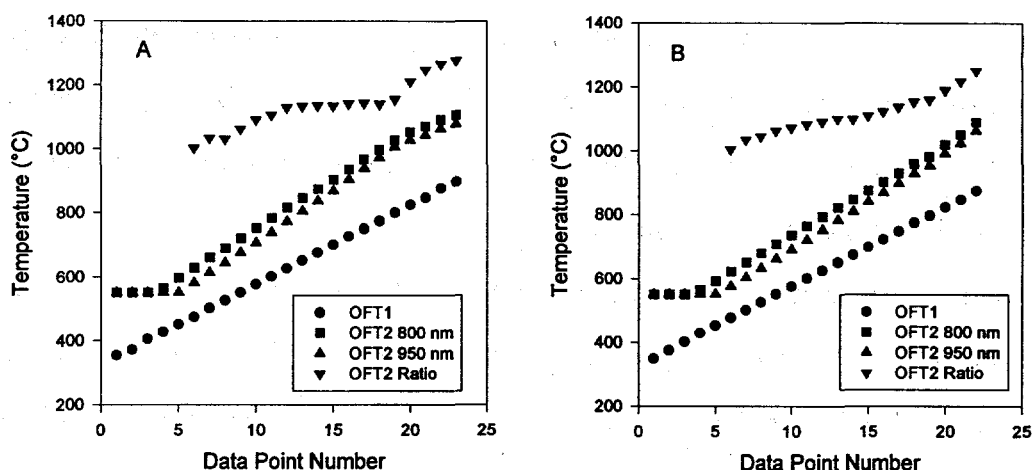 A
Temperature (°C)
1400
1200
1000
800
600
400
200
0
5
10
15
20
25
Data Point Number
OFT1
OFT2 800 nm
OFT2 950 nm
OFT2 Ratio
B
Temperature (°C)
1400
1200
1000
800
600
400
200
0
5
10
15
20
25
Data Point Number
OFT1
OFT2 800 nm
OFT2 950 nm
OFT2 Ratio